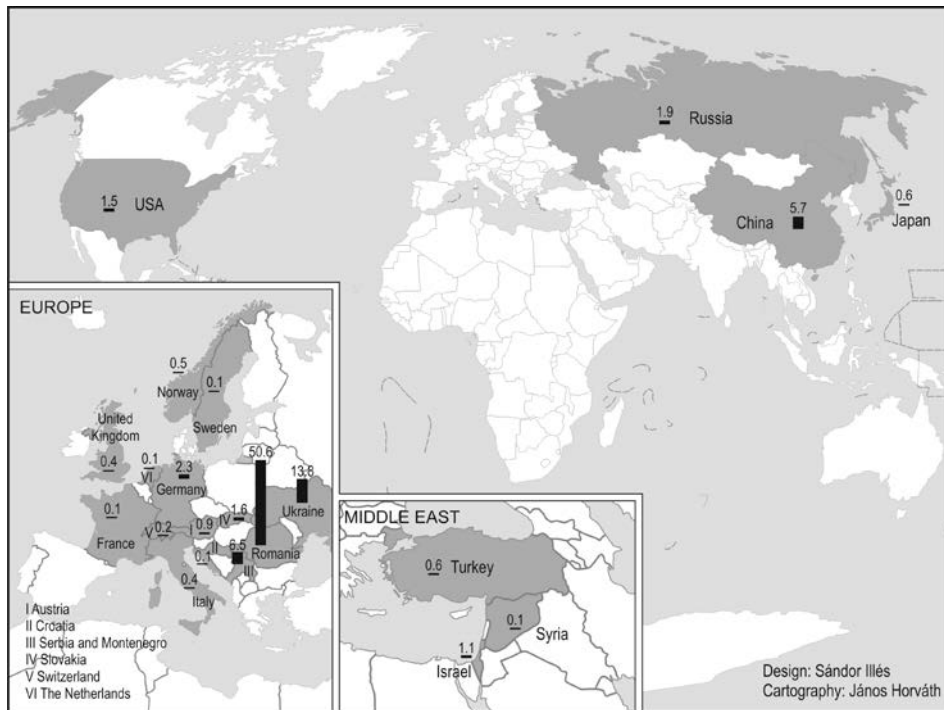 1.9
Russia
1.5
USA
0.6
Japan
5.7
China
EUROPE
0.5
Norway
0.1
Sweden
United
Kingdom
0.4
0.1
VI
2.3
Germany
50.6
13.8
Ukraine
0.1
France
V
0.2
I
0.9
IV
1.6
II
0.1
6.5
III
Romania
0.4
Italy
I Austria
II Croatia
III Serbia and Montenegro
IV Slovakia
V Switzerland
VI The Netherlands
MIDDLE EAST
0.6
Turkey
0.1
Syria
1.1
Israel
Design: Sándor Illés
Cartography: János Horváth